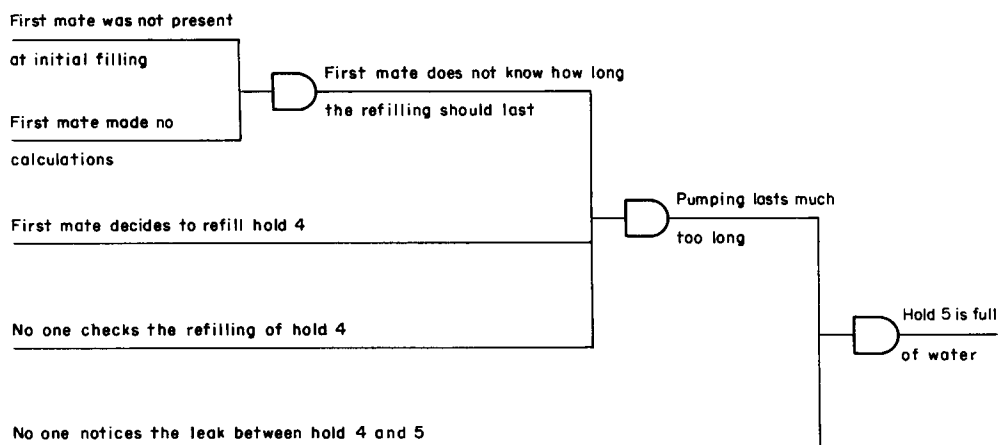 First mate was not present
at initial filling
First mate does not know how long
the refilling should last
First mate made no
calculations
First mate decides to refill hold 4
Pumping lasts much
too long
No one checks the refilling of hold 4
Hold 5 is full
of water
No one notices the leak between hold 4 and 5